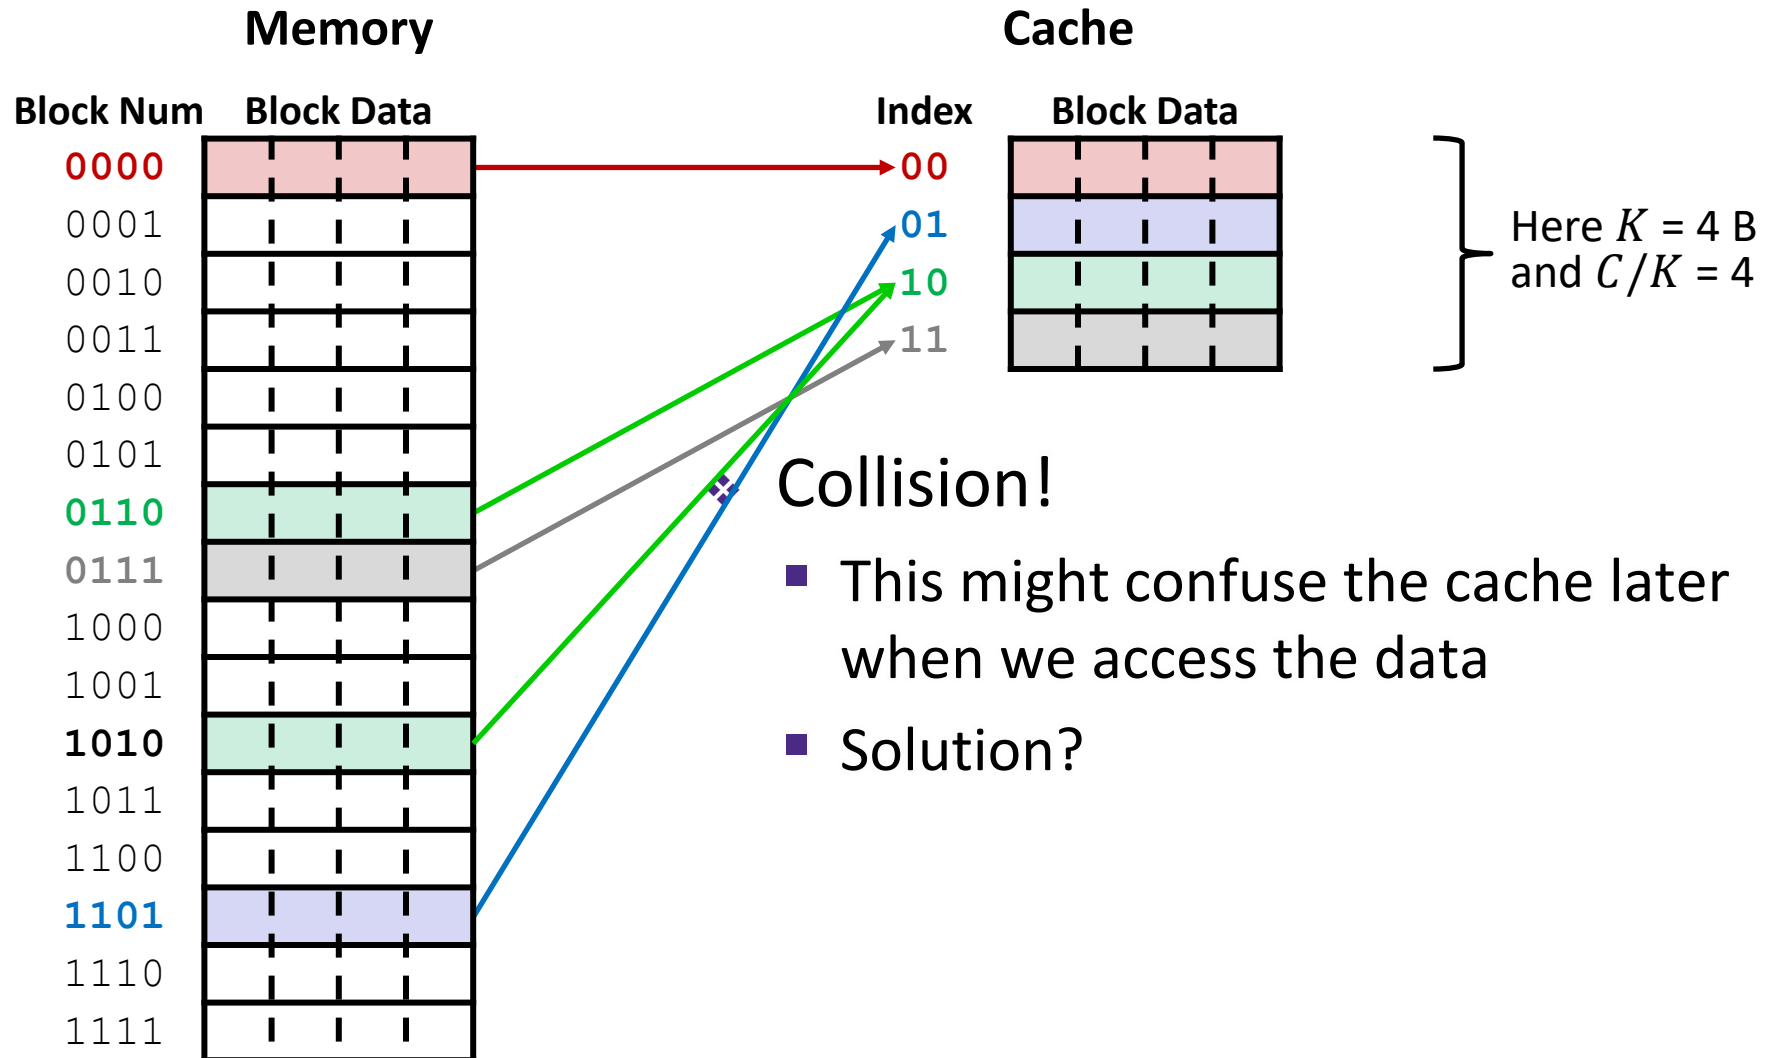 Memory
Cache
Block Num Block Data
Index Block Data
0000
0001
0010
0011
0100
0101
0110
0111
1000
1001
1010
1011
1100
1101
1110
1111
00
01
10
11
Here K = 4 B
and C/K = 4
Collision!
This might confuse the cache later
when we access the data
Solution?